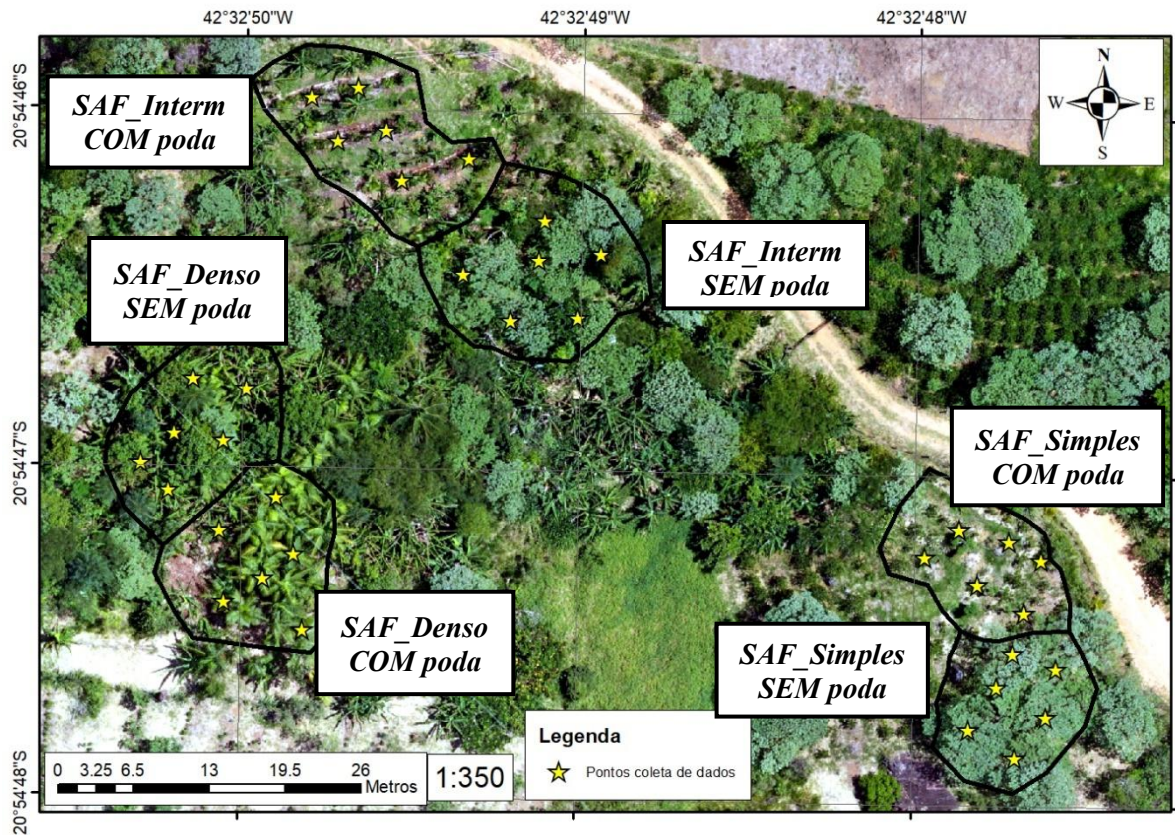 42°32'50"W
42°32'49"W
42°32'48"W
20°54'46"S
20°54'47"S
20°54'48"S
N
W
E
S
SAF_Interm
COM poda
SAF_Denso
SEM poda
SAF_Interm
SEM poda
SAF_Simples
COM poda
SAF_Denso
COM poda
SAF_Simples
SEM poda
Legenda
Pontos coleta de dados
0 3.25 6.5 13 19.5 26
Metros
1:350